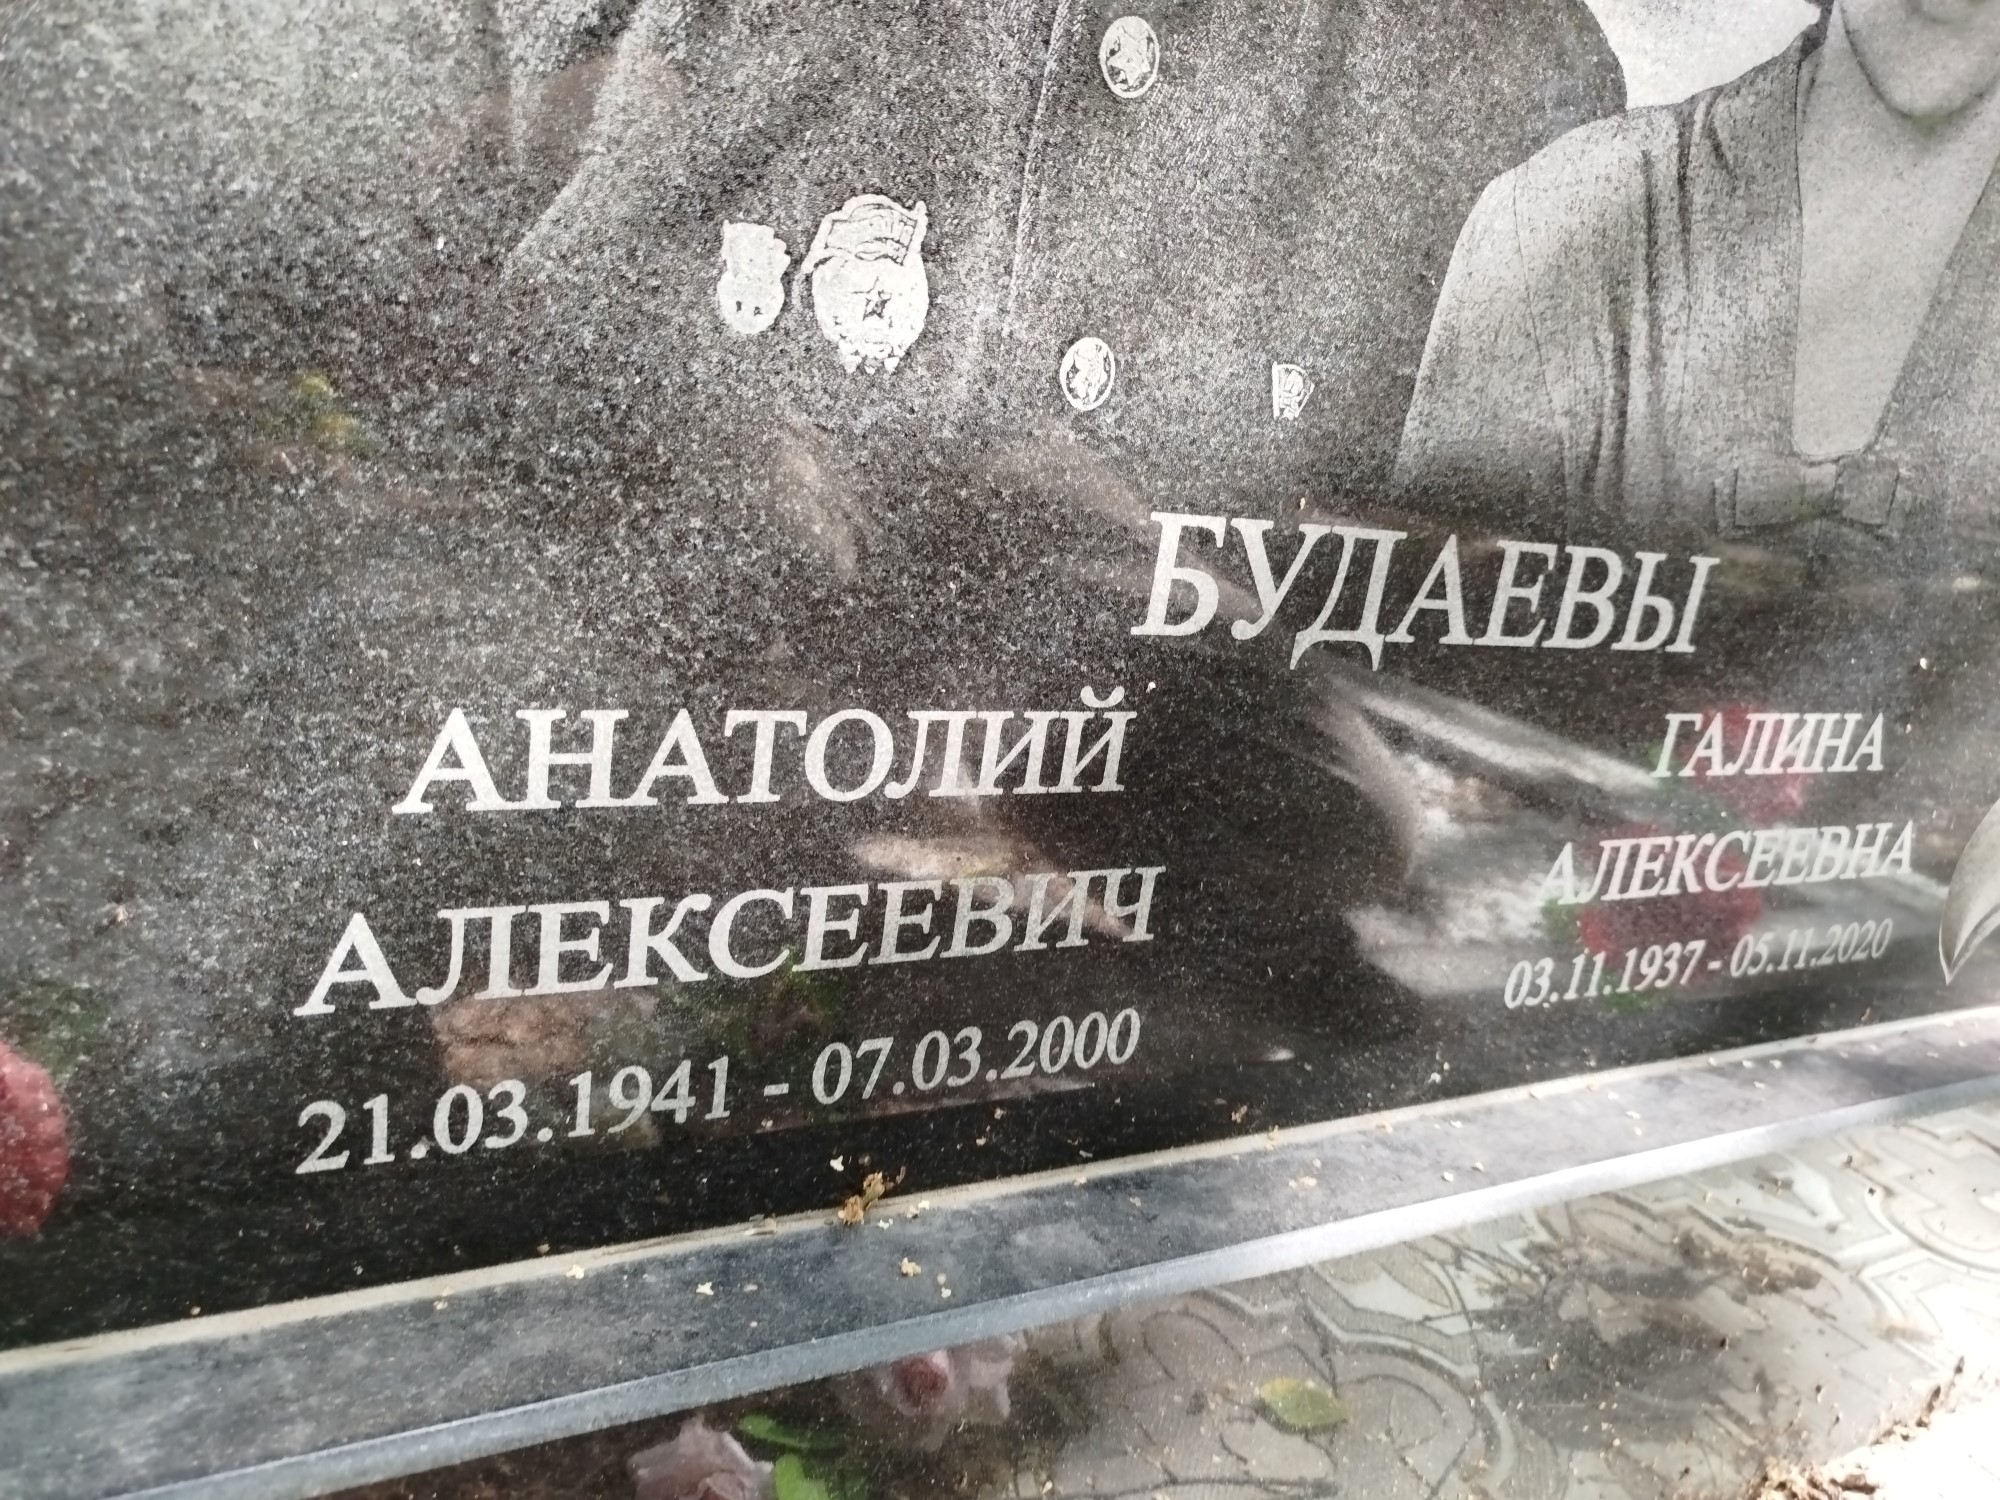 БУДАЕВЫ
АНАТОЛИЙ
АЛЕКСЕЕВИЧ
21.03.1941 - 07.03.2000
ГАЛИНА
АЛЕКСЕЕВНА
03.11.1937 - 05.11.2020